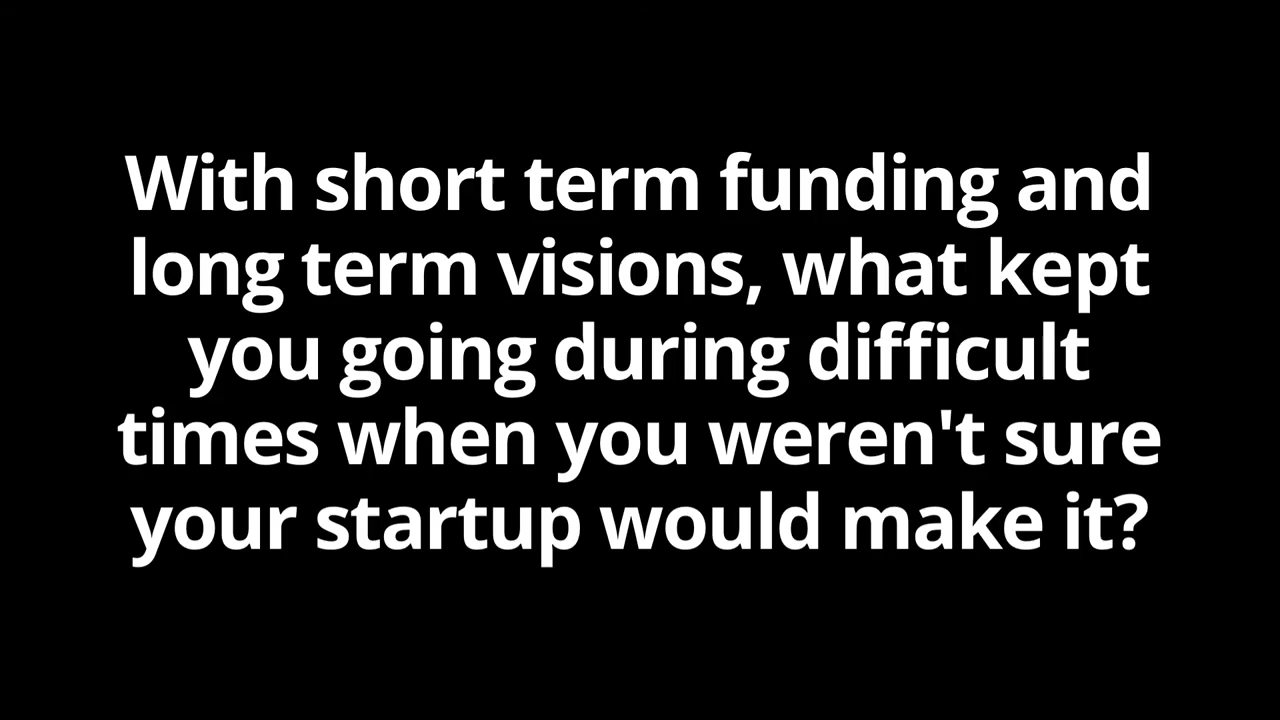 With short term funding and
long term visions, what kept
you going during difficult
times when you weren't sure
your startup would make it?